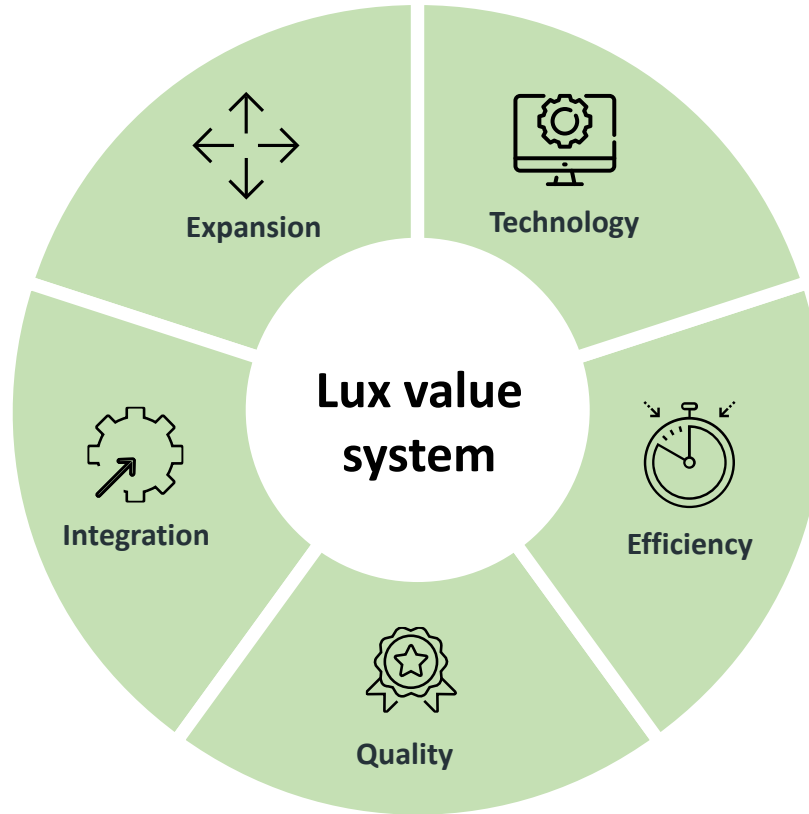 Expansion
Technology
Lux value
system
Integration
Efficiency
Quality